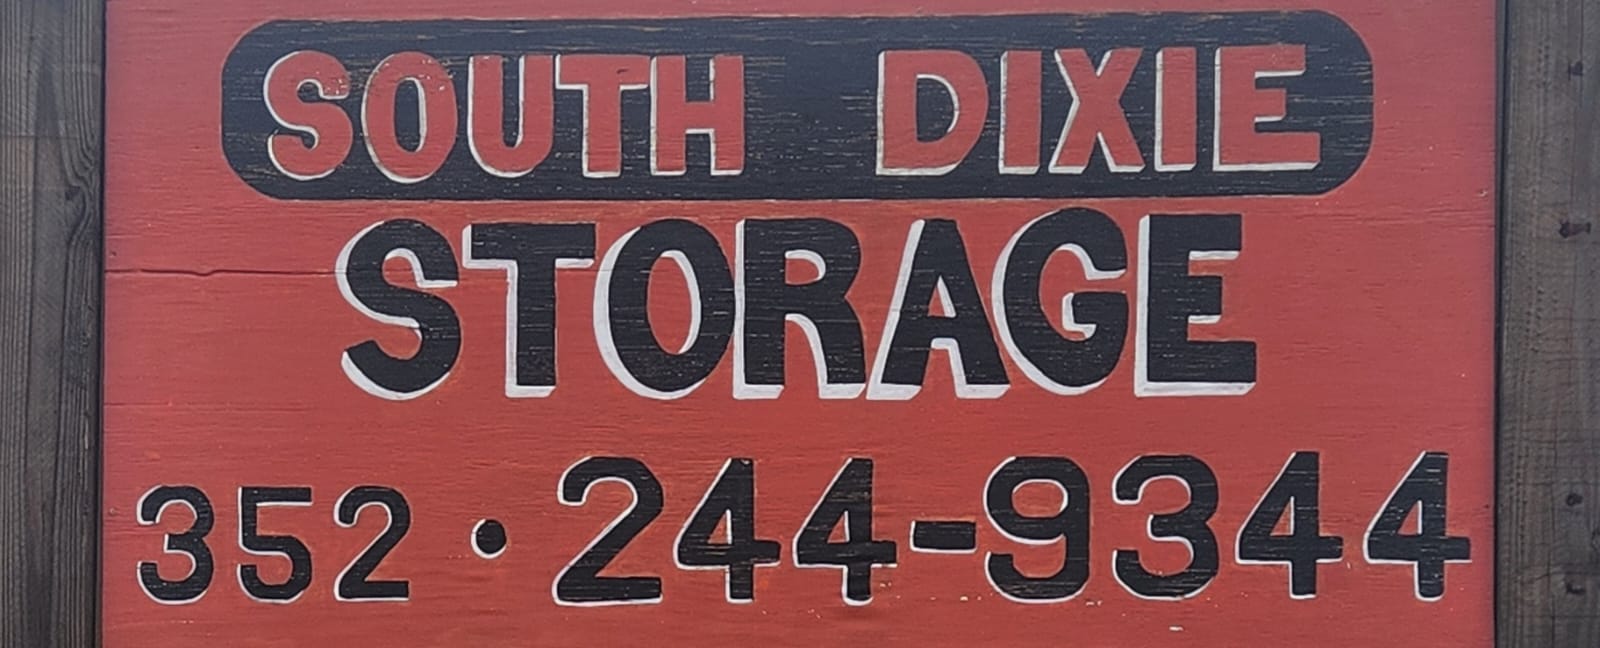 SOUTH DIXIE
STORAGE
352 • 244-9344